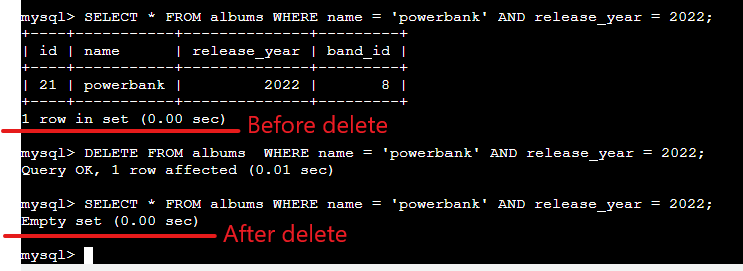 mysql> SELECT * FROM albums WHERE name = 'powerbank' AND release_year = 2022;
+----+-----------+--------------+---------+
| id | name      | release_year | band_id |
+----+-----------+--------------+---------+
| 21 | powerbank |         2022 |       8 |
+----+-----------+--------------+---------+
1 row in set (0.00 sec)
Before delete
mysql> DELETE FROM albums  WHERE name = 'powerbank' AND release_year = 2022;
Query OK, 1 row affected (0.01 sec)
mysql> SELECT * FROM albums WHERE name = 'powerbank' AND release_year = 2022;
Empty set (0.00 sec)
After delete
mysql>